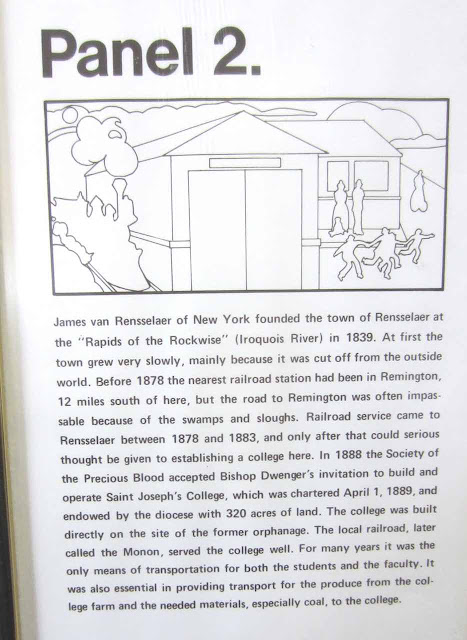 Panel 2.
James van Rensselaer of New York founded the town of Rensselaer at
the "Rapids of the Rockwise" (Iroquois River) in 1839. At first the
town grew very slowly, mainly because it was cut off from the outside
world. Before 1878 the nearest railroad station had been in Remington,
12 miles south of here, but the road to Remington was often impas-
sable because of the swamps and sloughs. Railroad service came to
Rensselaer between 1878 and 1883, and only after that could serious
thought be given to establishing a college here. In 1888 the Society of
the Precious Blood accepted Bishop Dwenger's invitation to build and
operate Saint Joseph's College, which was chartered April 1, 1889, and
endowed by the diocese with 320 acres of land. The college was built
directly on the site of the former orphanage. The local railroad, later
called the Monon, served the college well. For many years it was the
only means of transportation for both the students and the faculty. It
was also essential in providing transport for the produce from the col-
lege farm and the needed materials, especially coal, to the college.